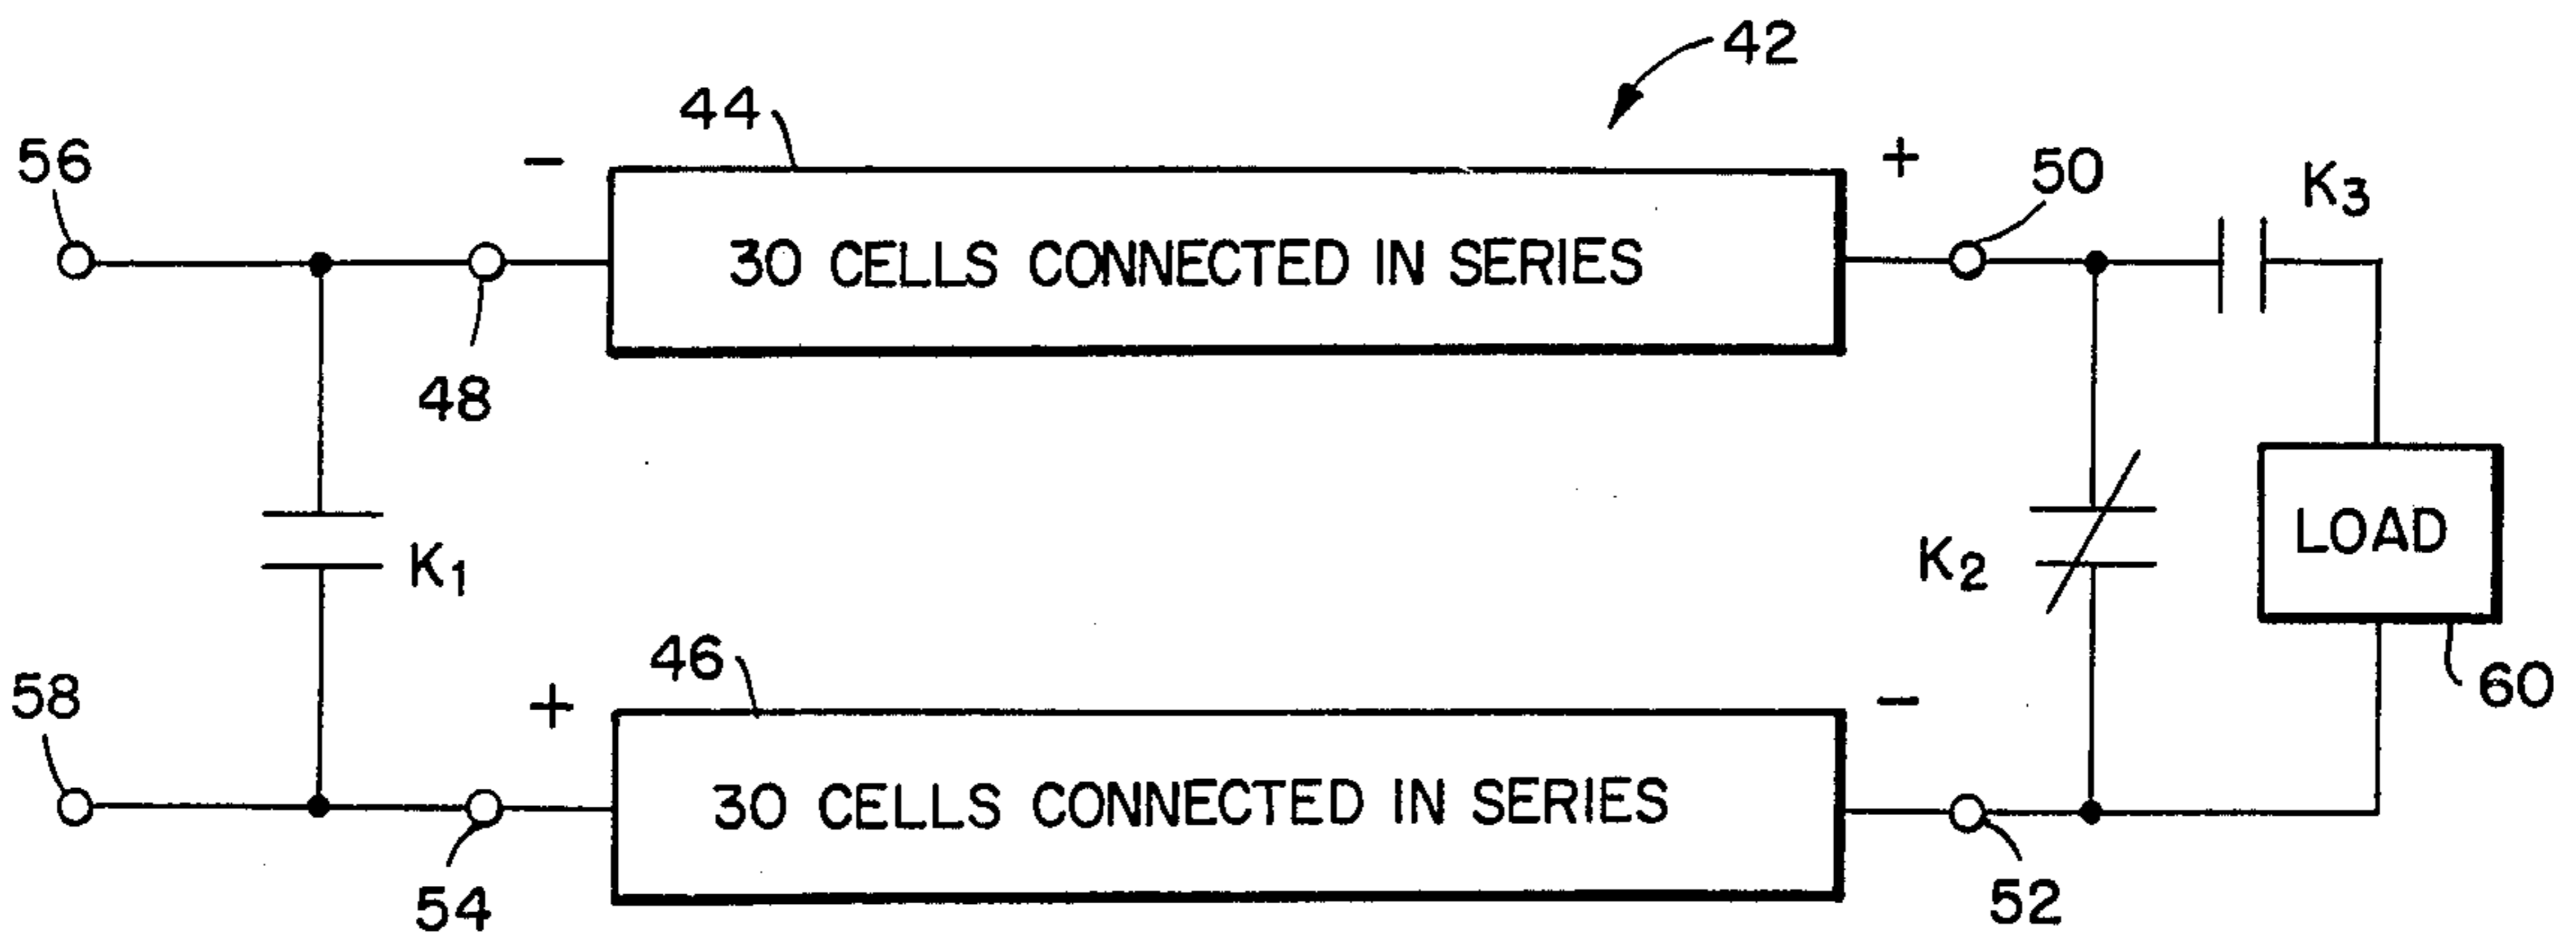 42
44
56
−
+
50
K3
30 CELLS CONNECTED IN SERIES
48
K1
K2
LOAD
46
58
+
−
60
30 CELLS CONNECTED IN SERIES
54
52